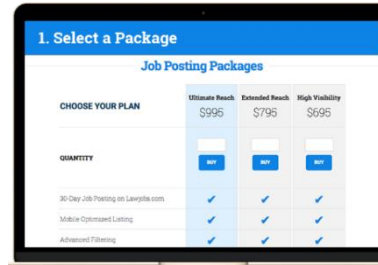 1. Select a Package
Job Posting Packages
CHOOSE YOUR PLAN
Ultimate Reach Extended Reach High Visibility
$995 $795 $695
QUANTITY
BUY BUY BUY
30-Day Job Posting on Lawjobs.com
Mobile Optimized Listing
Advanced Filtering